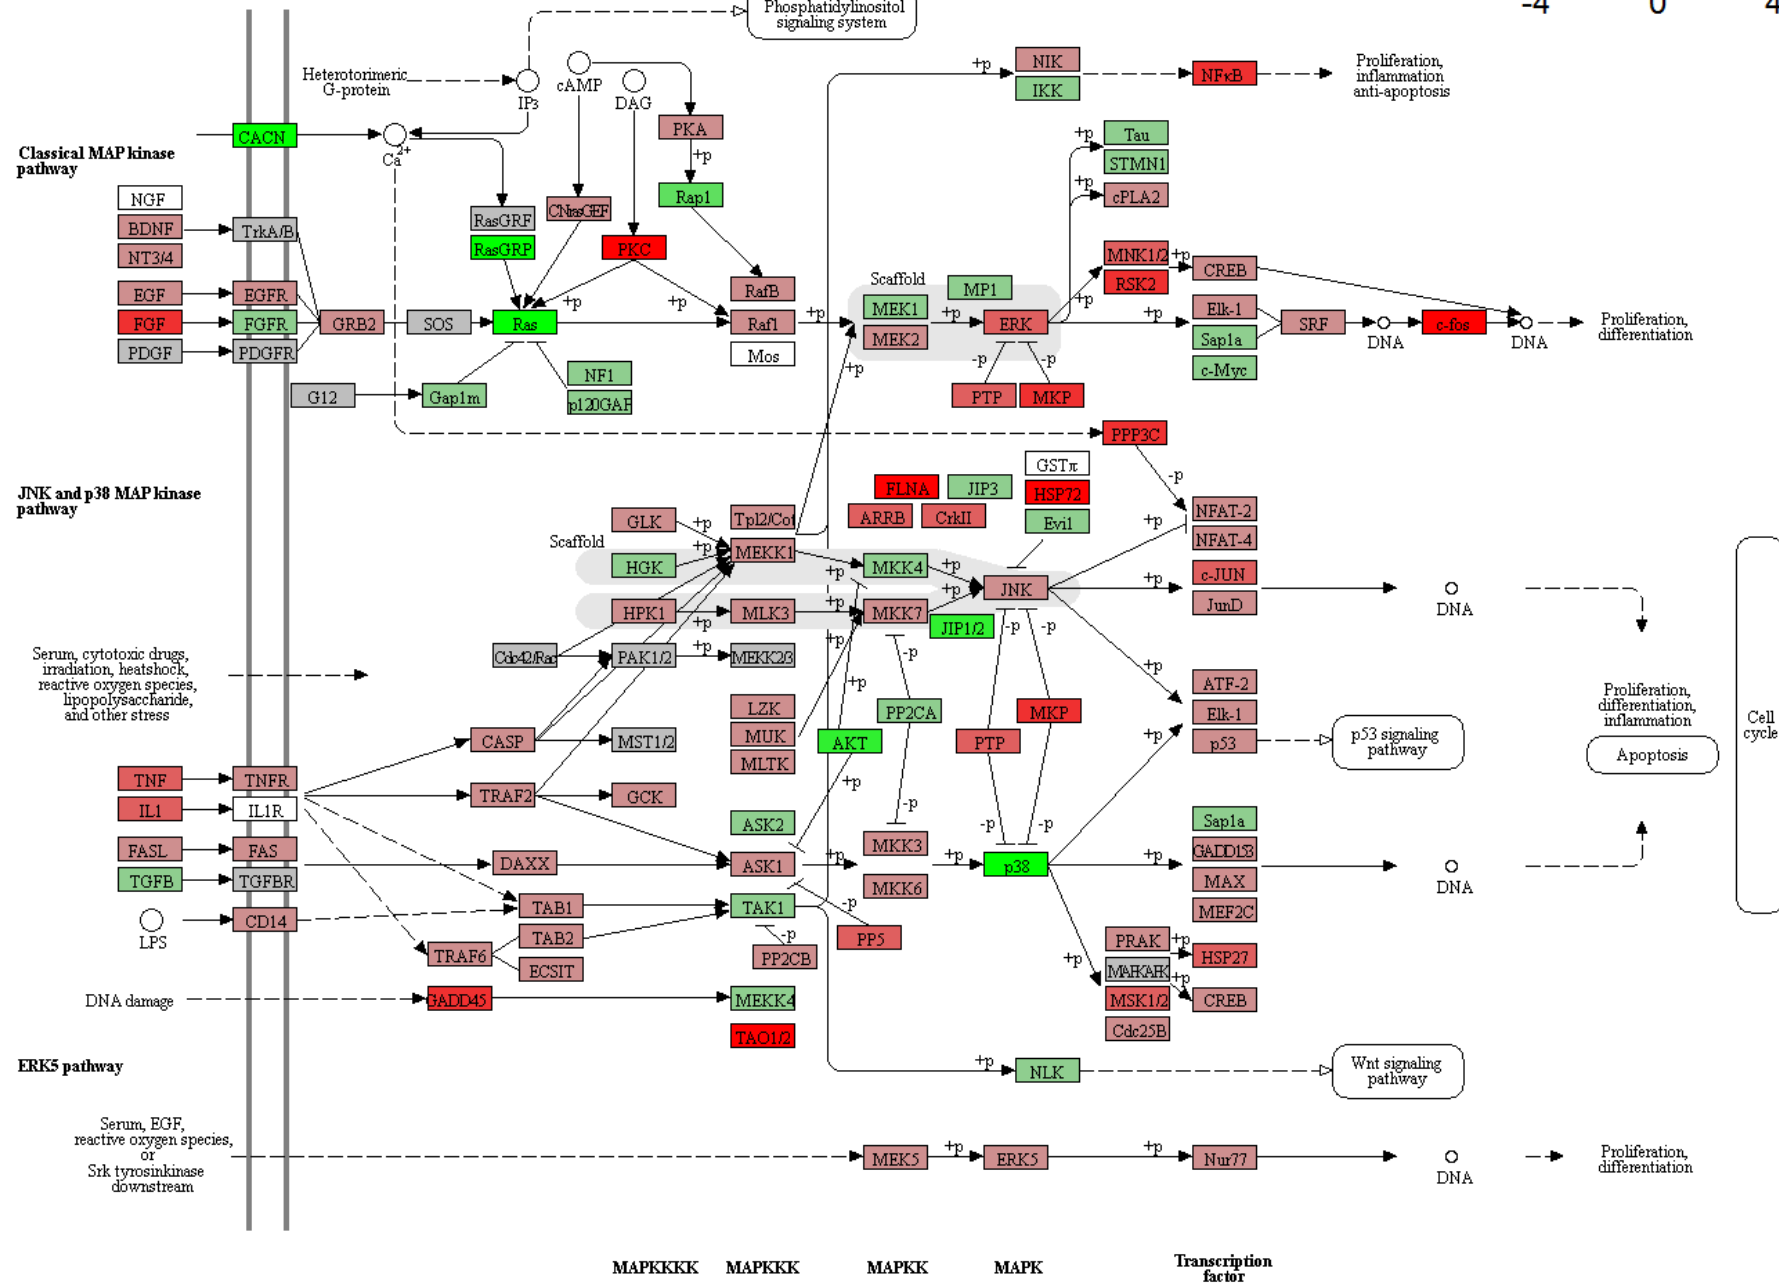 -4 0 4
Phosphatidylinositol
signaling system
Heterotorimeric
G-protein
IP3
cAMP
DAG
+p
NIK
IKK
NFκB
Proliferation,
inflammation
anti-apoptosis
CACN
Ca2+
PKA
+p
Rap1
Classical MAP kinase
pathway
NGF
BDNF
NT3/4
TrkA/B
RasGRF
CNrasGEF
RasGRP
PKC
+p
Tau
STMN1
+p
cPLA2
EGF
EGFR
FGF
FGFR
PDGF
PDGFR
GRB2
SOS
Ras
+p
+p
RafB
Raf1
Mos
+p
Scaffold
MEK1
MEK2
MP1
+p
ERK
+p
MNK1/2
RSK2
+p
CREB
+p
Elk-1
Sap1a
c-Myc
SRF
DNA
c-fos
DNA
Proliferation,
differentiation
G12
Gap1m
NF1
p120GAP
+p
-p
-p
PTP
MKP
PPP3C
-p
JNK and p38 MAP kinase
pathway
FLNA
JIP3
ARRB
CrkII
GSTπ
HSP72
Evi1
Scaffold
GLK
HGK
HPK1
+p
+p
+p
Tpl2/Cot
MEKK1
MLK3
+p
+p
MKK4
MKK7
+p
+p
JNK
JIP1/2
+p
NFAT-2
NFAT-4
+p
c-JUN
JunD
DNA
Cdc42/Rac
PAK1/2
+p
MEKK2/3
-p
-p
-p
+p
Serum, cytotoxic drugs,
irradiation, heatshock,
reactive oxygen species,
lipopolysaccharide,
and other stress
LZK
MUK
MLTK
+p
PP2CA
AKT
PTP
MKP
ATF-2
Elk-1
p53
+p
p53 signaling
pathway
Proliferation,
differentiation,
inflammation
Apoptosis
Cell
cycle
CASP
MST1/2
TNF
TNFR
IL1
IL1R
TRAF2
GCK
+p
-p
-p
-p
ASK2
ASK1
+p
MKK3
MKK6
+p
p38
+p
Sap1a
GADD153
MAX
MEF2C
DNA
FASL
FAS
TGFB
TGFBR
DAXX
LPS
CD14
TAB1
TAB2
ECSIT
TRAF6
TAK1
-p
PP2CB
-p
PP5
+p
PRAK
MAPKAPK
MSK1/2
Cdc25B
+p
+p
HSP27
CREB
DNA damage
GADD45
MEKK4
TAO1/2
ERK5 pathway
+p
NLK
Wnt signaling
pathway
Serum, EGF,
reactive oxygen species,
or
Srk tyrosinkinase
downstream
MEK5
+p
ERK5
+p
Nur77
DNA
Proliferation,
differentiation
MAPKKKK MAPKKK MAPKK MAPK Transcription
factor